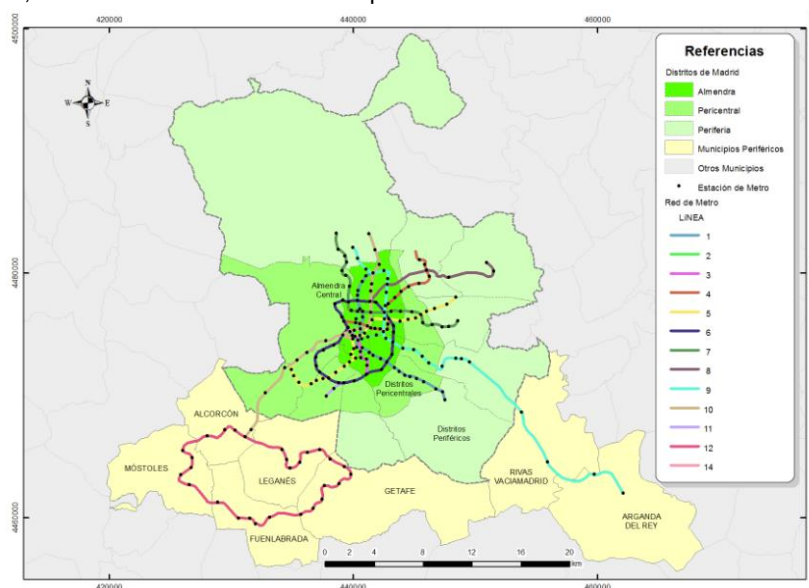 420000
440000
460000
4500000
Referencias
Distritos de Madrid
Almendra
Pericentral
Periferia
Municipios Periféricos
Otros Municipios
Estación de Metro
Red de Metro
LINEA
1
2
3
4
5
6
7
8
9
10
11
12
14
N
W
E
S
4480000
4480000
Almendra
Central
Distritos
Pericentrales
Distritos
Periféricos
ALCORCÓN
MÓSTOLES
LEGANÉS
GETAFE
RIVAS
VACIAMADRID
ARGANDA
DEL REY
FUENLABRADA
4460000
4460000
0 2 4 8 12 16 20
km
420000
440000
460000